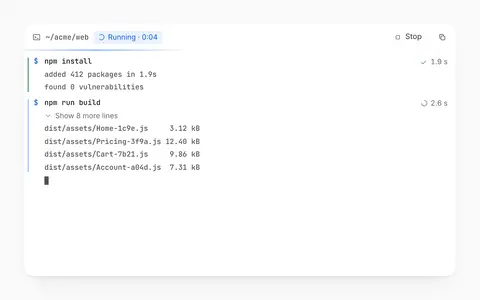 ~/acme/web Running · 0:04 Stop
$ npm install 1.9 s
added 412 packages in 1.9s
found 0 vulnerabilities
$ npm run build 2.6 s
Show 8 more lines
dist/assets/Home-1c9e.js 3.12 kB
dist/assets/Pricing-3f9a.js 12.40 kB
dist/assets/Cart-7b21.js 9.86 kB
dist/assets/Account-a04d.js 7.31 kB